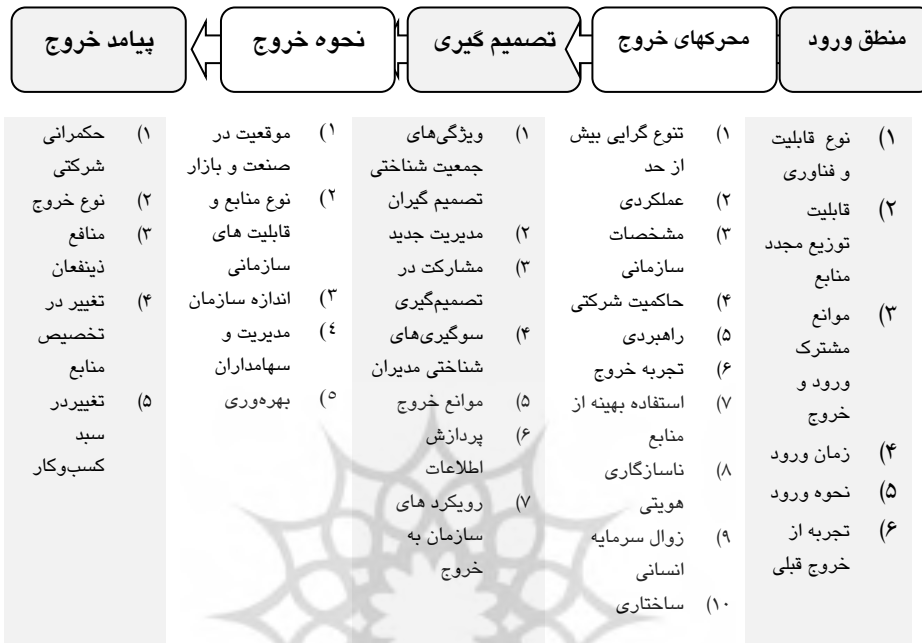 منطق ورود
محرکهای خروج
تصمیم گیری
نحوه خروج
پیامد خروج
۱) نوع قابلیت
و فناوری
۲) قابلیت
توزیع مجدد
منابع
۳) موانع
مشترک
ورود و
خروج
۴) زمان ورود
۵) نحوه ورود
۶) تجربه از
خروج قبلی
۱) تنوع گرایی بیش
از حد
۲) عملکردی
۳) مشخصات
سازمانی
۴) حاکمیت شرکتی
۵) راهبردی
۶) تجربه خروج
۷) استفاده بهینه از
منابع
۸) ناسازگاری
هویتی
۹) زوال سرمایه
انسانی
۱۰) ساختاری
۱) ویژگی‌های
جمعیت شناختی
تصمیم گیران
۲) مدیریت جدید
۳) مشارکت در
تصمیم‌گیری
۴) سوگیری‌های
شناختی مدیران
۵) موانع خروج
۶) پردازش
اطلاعات
۷) رویکرد های
سازمان به
خروج
۱) موقعیت در
صنعت و بازار
۲) نوع منابع و
قابلیت های
سازمانی
۳) اندازه سازمان
٤) مدیریت و
سهامداران
٥) بهره‌وری
۱) حکمرانی
شرکتی
۲) نوع خروج
۳) منافع
ذینفعان
۴) تغییر در
تخصیص
منابع
۵) تغییردر
سبد
کسب‌وکار